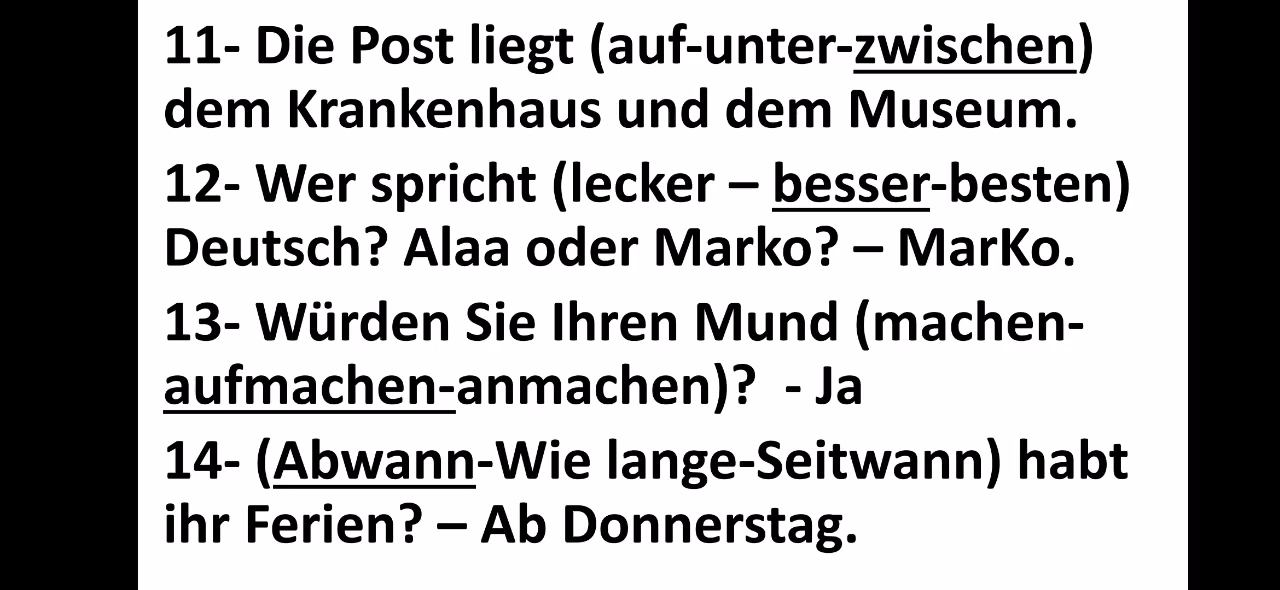 11- Die Post liegt (auf-unter-zwischen)
dem Krankenhaus und dem Museum.
12- Wer spricht (lecker – besser-besten)
Deutsch? Alaa oder Marko? – MarKo.
13- Würden Sie Ihren Mund (machen-
aufmachen-anmachen)?  - Ja
14- (Abwann-Wie lange-Seitwann) habt
ihr Ferien? – Ab Donnerstag.